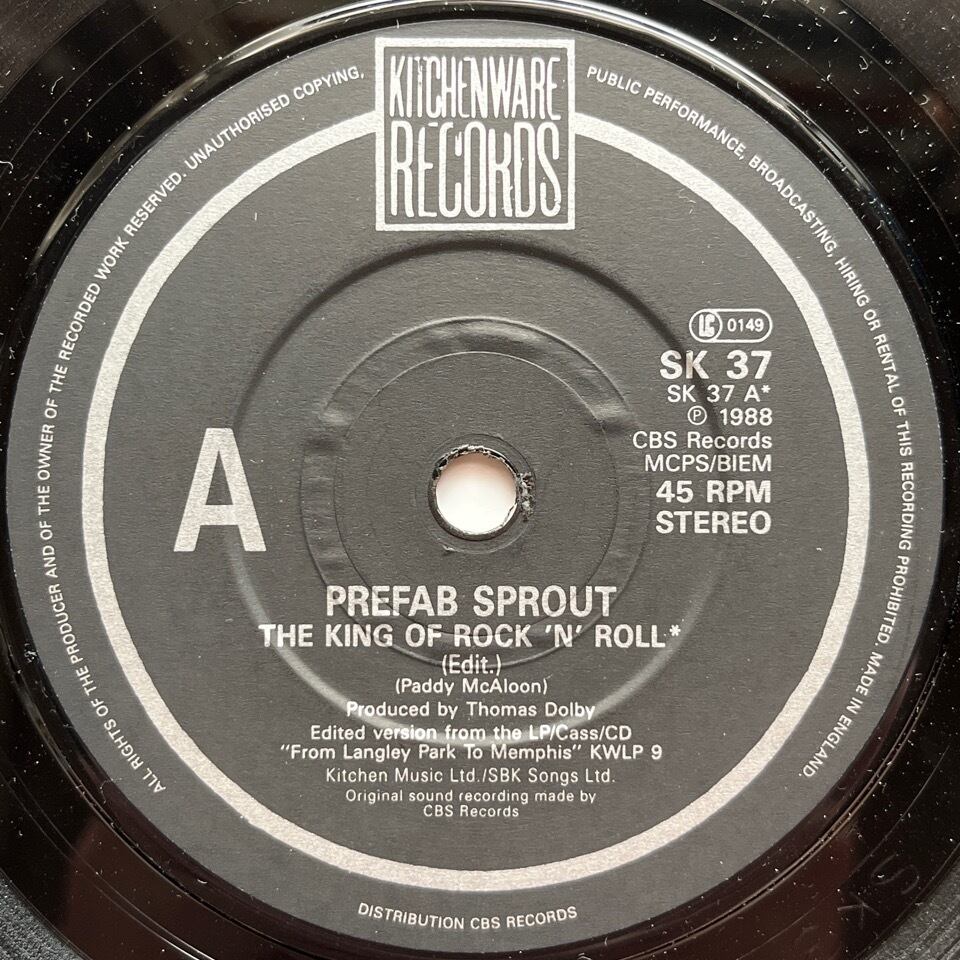 KITCHENWARE
RECORDS
ALL RIGHTS OF THE PRODUCER AND OF THE OWNER OF THE RECORDED WORK RESERVED. UNAUTHORISED COPYING, PUBLIC PERFORMANCE, BROADCASTING, HIRING OR RENTAL OF THIS RECORDING PROHIBITED. MADE IN ENGLAND.
LC 0149
SK 37
SK 37 A*
℗ 1988
CBS Records
MCPS/BIEM
45 RPM
STEREO
A
PREFAB SPROUT
THE KING OF ROCK 'N' ROLL*
(Edit.)
(Paddy McAloon)
Produced by Thomas Dolby
Edited version from the LP/Cass/CD
"From Langley Park To Memphis" KWLP 9
Kitchen Music Ltd./SBK Songs Ltd.
Original sound recording made by
CBS Records
DISTRIBUTION CBS RECORDS